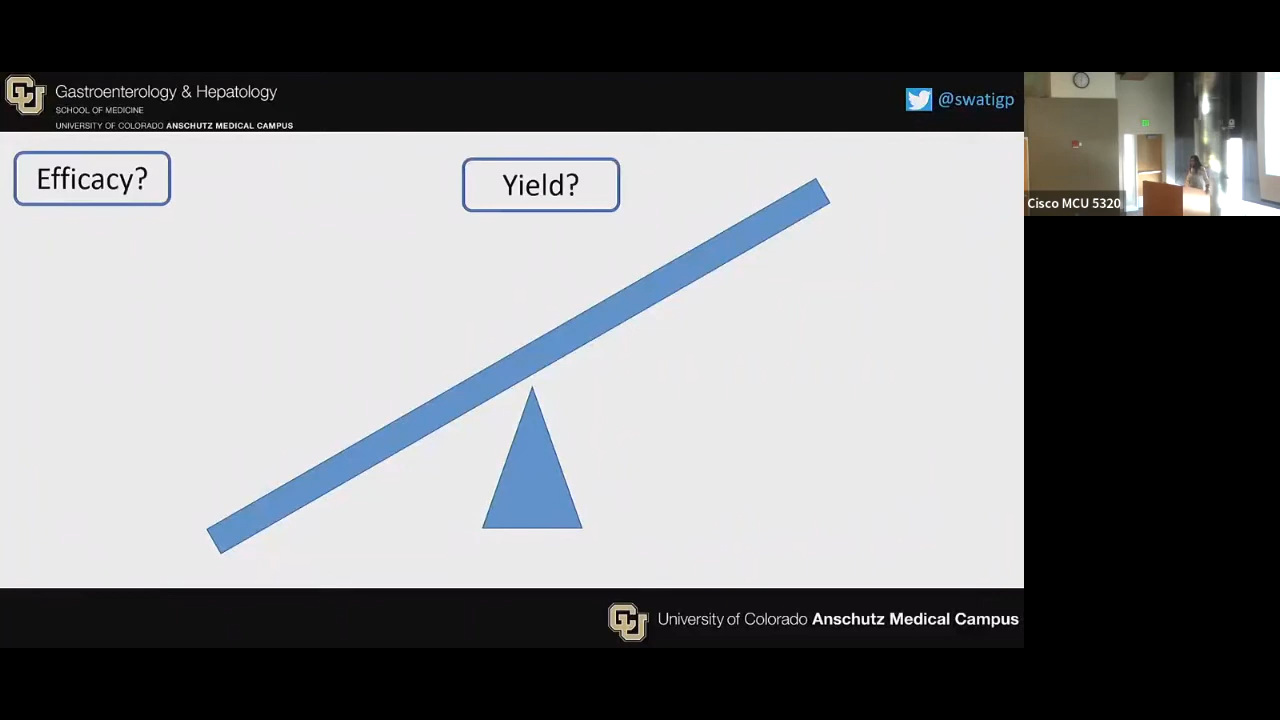 Gastroenterology & Hepatology
SCHOOL OF MEDICINE
UNIVERSITY OF COLORADO ANSCHUTZ MEDICAL CAMPUS
@swatigp
Efficacy?
Yield?
Cisco MCU 5320
University of Colorado Anschutz Medical Campus